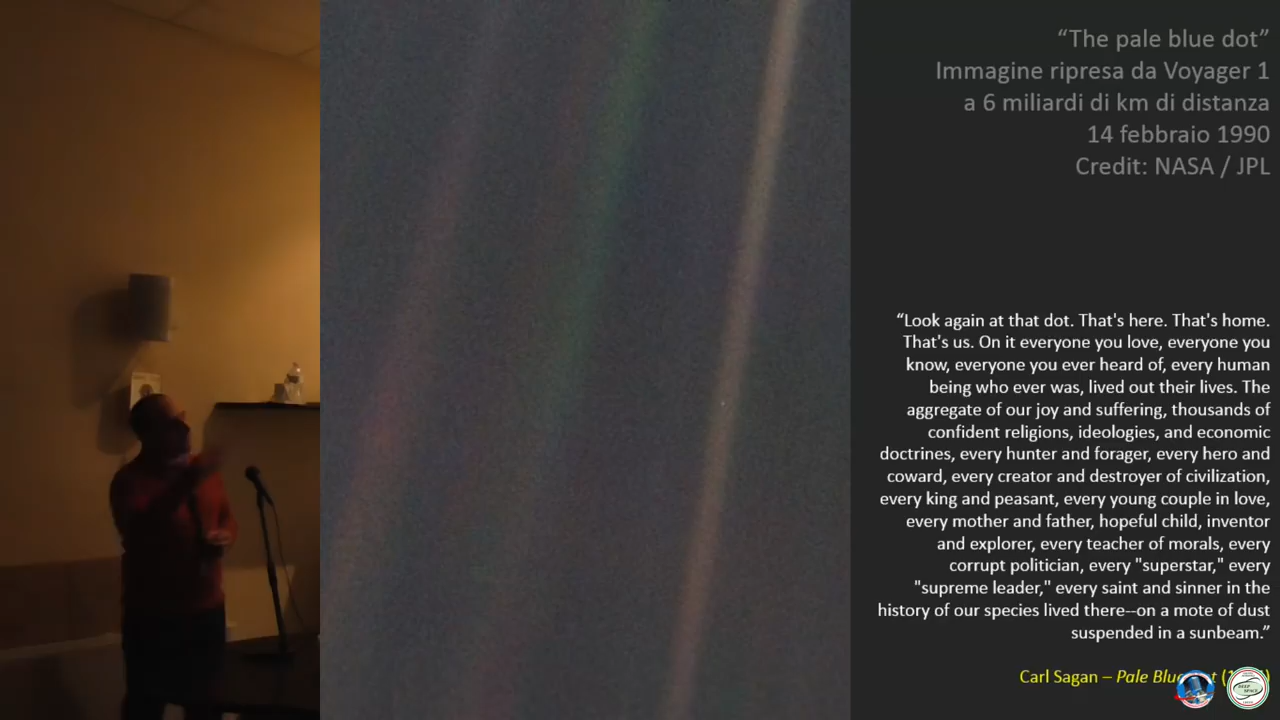 “The pale blue dot”
Immagine ripresa da Voyager 1
a 6 miliardi di km di distanza
14 febbraio 1990
Credit: NASA / JPL
“Look again at that dot. That's here. That's home.
That's us. On it everyone you love, everyone you
know, everyone you ever heard of, every human
being who ever was, lived out their lives. The
aggregate of our joy and suffering, thousands of
confident religions, ideologies, and economic
doctrines, every hunter and forager, every hero and
coward, every creator and destroyer of civilization,
every king and peasant, every young couple in love,
every mother and father, hopeful child, inventor
and explorer, every teacher of morals, every
corrupt politician, every "superstar," every
"supreme leader," every saint and sinner in the
history of our species lived there--on a mote of dust
suspended in a sunbeam.”
Carl Sagan – Pale
DEEP
SPACE